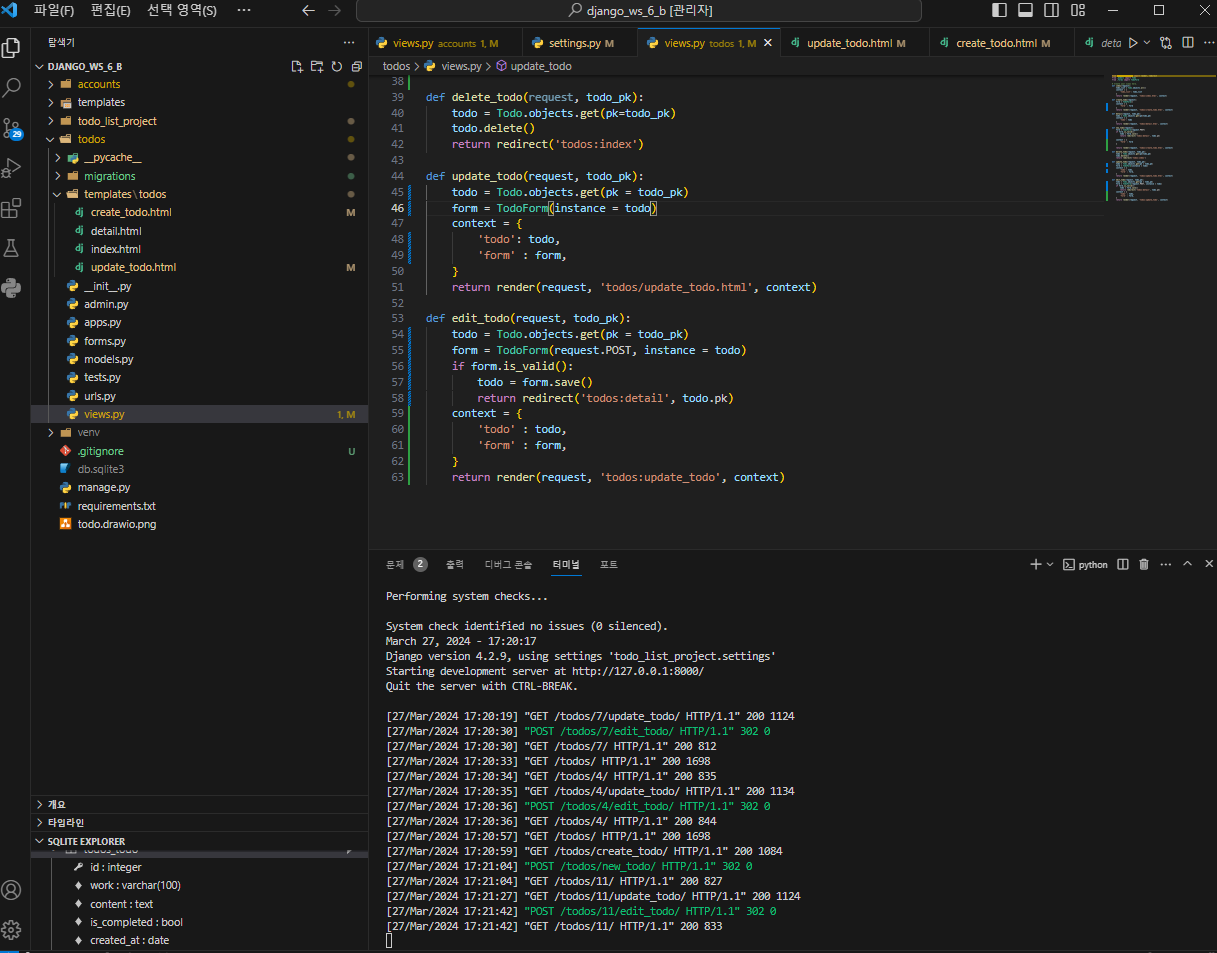 파일(F) 편집(E) 선택 영역(S) ··· django_ws_6_b [관리자]
탐색기
views.py accounts 1, M settings.py M views.py todos 1, M update_todo.html M create_todo.html M deta
DJANGO_WS_6_B
todos > views.py > update_todo
accounts
templates
todo_list_project
todos
__pycache__
migrations
templates\todos
create_todo.html M
detail.html
index.html
update_todo.html M
__init__.py
admin.py
apps.py
forms.py
models.py
tests.py
urls.py
views.py 1, M
venv
.gitignore U
db.sqlite3
manage.py
requirements.txt
todo.drawio.png
29
개요
타임라인
SQLITE EXPLORER
todos_todo
id : integer
work : varchar(100)
content : text
is_completed : bool
created_at : date
38
39 def delete_todo(request, todo_pk):
40 todo = Todo.objects.get(pk=todo_pk)
41 todo.delete()
42 return redirect('todos:index')
43
44 def update_todo(request, todo_pk):
45 todo = Todo.objects.get(pk = todo_pk)
46 form = TodoForm(instance = todo)
47 context = {
48 'todo': todo,
49 'form' : form,
50 }
51 return render(request, 'todos/update_todo.html', context)
52
53 def edit_todo(request, todo_pk):
54 todo = Todo.objects.get(pk = todo_pk)
55 form = TodoForm(request.POST, instance = todo)
56 if form.is_valid():
57 todo = form.save()
58 return redirect('todos:detail', todo.pk)
59 context = {
60 'todo' : todo,
61 'form' : form,
62 }
63 return render(request, 'todos:update_todo', context)
문제 2 출력 디버그 콘솔 터미널 포트 python
Performing system checks...
System check identified no issues (0 silenced).
March 27, 2024 - 17:20:17
Django version 4.2.9, using settings 'todo_list_project.settings'
Starting development server at http://127.0.0.1:8000/
Quit the server with CTRL-BREAK.
[27/Mar/2024 17:20:19] "GET /todos/7/update_todo/ HTTP/1.1" 200 1124
[27/Mar/2024 17:20:30] "POST /todos/7/edit_todo/ HTTP/1.1" 302 0
[27/Mar/2024 17:20:30] "GET /todos/7/ HTTP/1.1" 200 812
[27/Mar/2024 17:20:33] "GET /todos/ HTTP/1.1" 200 1698
[27/Mar/2024 17:20:34] "GET /todos/4/ HTTP/1.1" 200 835
[27/Mar/2024 17:20:35] "GET /todos/4/update_todo/ HTTP/1.1" 200 1134
[27/Mar/2024 17:20:36] "POST /todos/4/edit_todo/ HTTP/1.1" 302 0
[27/Mar/2024 17:20:36] "GET /todos/4/ HTTP/1.1" 200 844
[27/Mar/2024 17:20:57] "GET /todos/ HTTP/1.1" 200 1698
[27/Mar/2024 17:20:59] "GET /todos/create_todo/ HTTP/1.1" 200 1084
[27/Mar/2024 17:21:04] "POST /todos/new_todo/ HTTP/1.1" 302 0
[27/Mar/2024 17:21:04] "GET /todos/11/ HTTP/1.1" 200 827
[27/Mar/2024 17:21:27] "GET /todos/11/update_todo/ HTTP/1.1" 200 1124
[27/Mar/2024 17:21:42] "POST /todos/11/edit_todo/ HTTP/1.1" 302 0
[27/Mar/2024 17:21:42] "GET /todos/11/ HTTP/1.1" 200 833